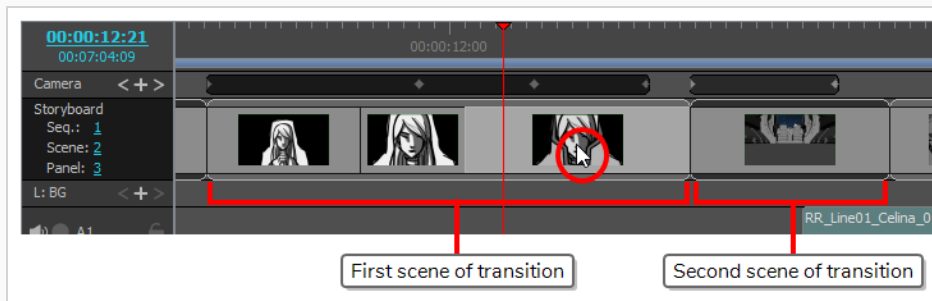 00:00:12:21
00:07:04:09
00:00:12:00
Camera < + >
Storyboard
Seq.: 1
Scene: 2
Panel: 3
L: BG < + >
A1
RR_Line01_Celina_0
First scene of transition
Second scene of transition